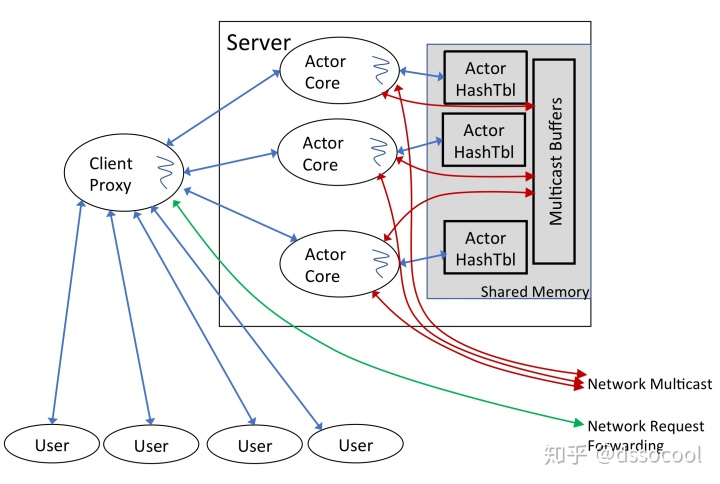 Server
Actor
Core
Actor
HashTbl
Actor
Core
Actor
HashTbl
Multicast Buffers
Client
Proxy
Actor
Core
Actor
HashTbl
Shared Memory
Network Multicast
Network Request
Forwarding
User
User
User
User
知乎 @dssocool